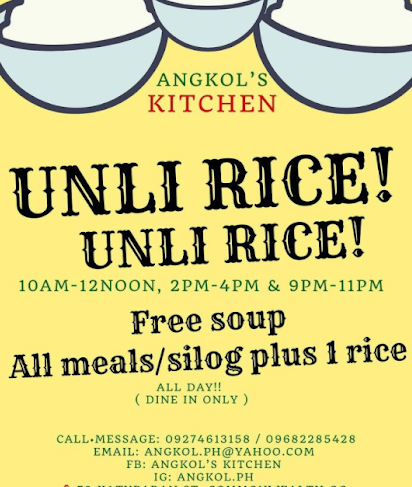 ANGKOL'S
KITCHEN
UNLI RICE!
UNLI RICE!
10AM-12NOON, 2PM-4PM & 9PM-11PM
Free soup
All meals/silog plus 1 rice
ALL DAY!!
( DINE IN ONLY )
CALL•MESSAGE: 09274613158 / 09682285428
EMAIL: ANGKOL.PH@YAHOO.COM
FB: ANGKOL'S KITCHEN
IG: ANGKOL.PH